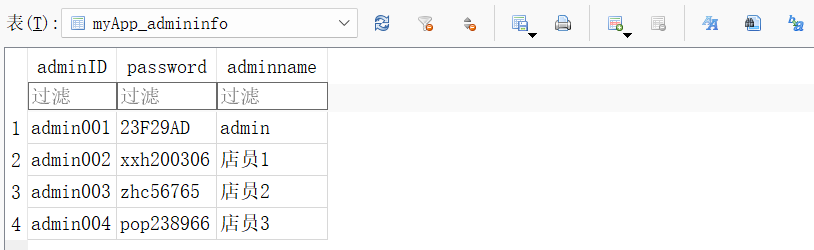 表(T): myApp_admininfo
adminID password adminname
过滤 过滤 过滤
1 admin001 23F29AD admin
2 admin002 xxh200306 店员1
3 admin003 zhc56765 店员2
4 admin004 pop238966 店员3